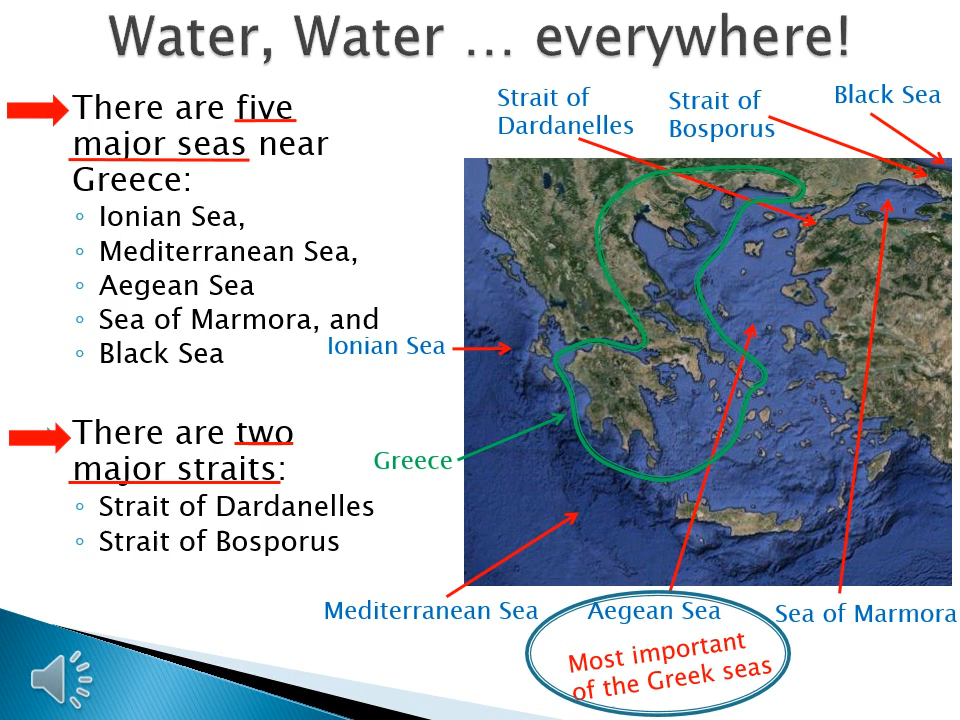 Water, Water … everywhere!
There are five
major seas near
Greece:
◦ Ionian Sea,
◦ Mediterranean Sea,
◦ Aegean Sea
◦ Sea of Marmora, and
◦ Black Sea
There are two
major straits:
◦ Strait of Dardanelles
◦ Strait of Bosporus
Strait of
Dardanelles
Strait of
Bosporus
Black Sea
Ionian Sea
Greece
Mediterranean Sea
Aegean Sea
Most important
of the Greek seas
Sea of Marmora